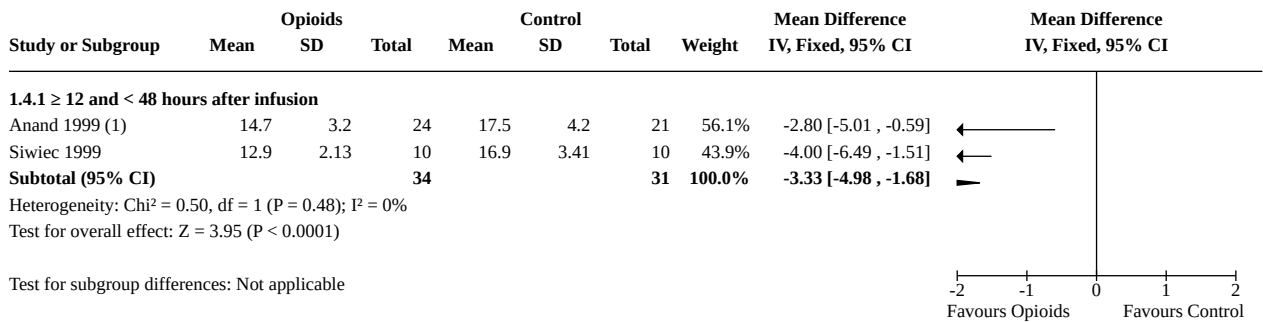 Opioids Control Mean Difference Mean Difference
Study or Subgroup Mean SD Total Mean SD Total Weight IV, Fixed, 95% CI IV, Fixed, 95% CI
1.4.1 ≥ 12 and < 48 hours after infusion
Anand 1999 (1) 14.7 3.2 24 17.5 4.2 21 56.1% -2.80 [-5.01 , -0.59]
Siwiec 1999 12.9 2.13 10 16.9 3.41 10 43.9% -4.00 [-6.49 , -1.51]
Subtotal (95% CI) 34 31 100.0% -3.33 [-4.98 , -1.68]
Heterogeneity: Chi² = 0.50, df = 1 (P = 0.48); I² = 0%
Test for overall effect: Z = 3.95 (P < 0.0001)
Test for subgroup differences: Not applicable
-2 -1 0 1 2
Favours Opioids Favours Control